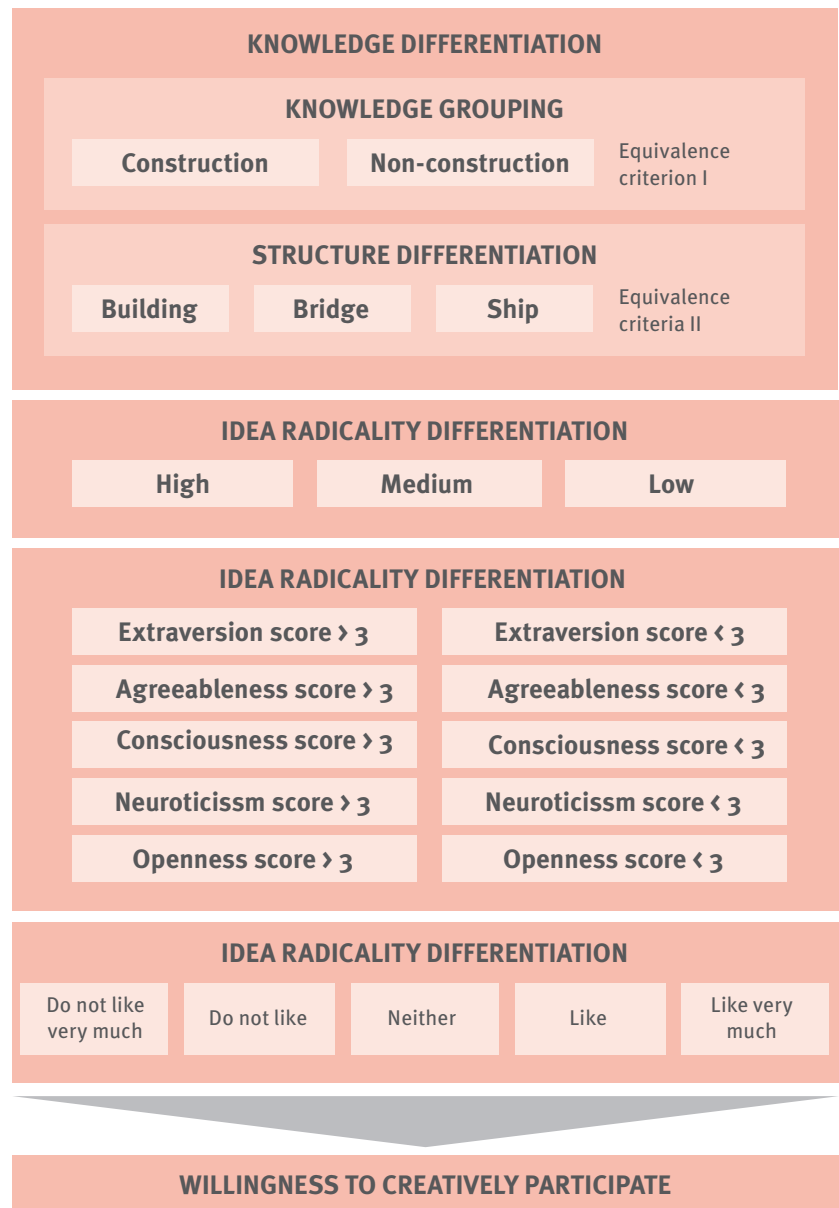 KNOWLEDGE DIFFERENTIATION
KNOWLEDGE GROUPING
Construction
Non-construction
Equivalence
criterion I
STRUCTURE DIFFERENTIATION
Building
Bridge
Ship
Equivalence
criteria II
IDEA RADICALITY DIFFERENTIATION
High
Medium
Low
IDEA RADICALITY DIFFERENTIATION
Extraversion score > 3
Extraversion score < 3
Agreeableness score > 3
Agreeableness score < 3
Consciousness score > 3
Consciousness score < 3
Neuroticissm score > 3
Neuroticissm score < 3
Openness score > 3
Openness score < 3
IDEA RADICALITY DIFFERENTIATION
Do not like
very much
Do not like
Neither
Like
Like very
much
WILLINGNESS TO CREATIVELY PARTICIPATE